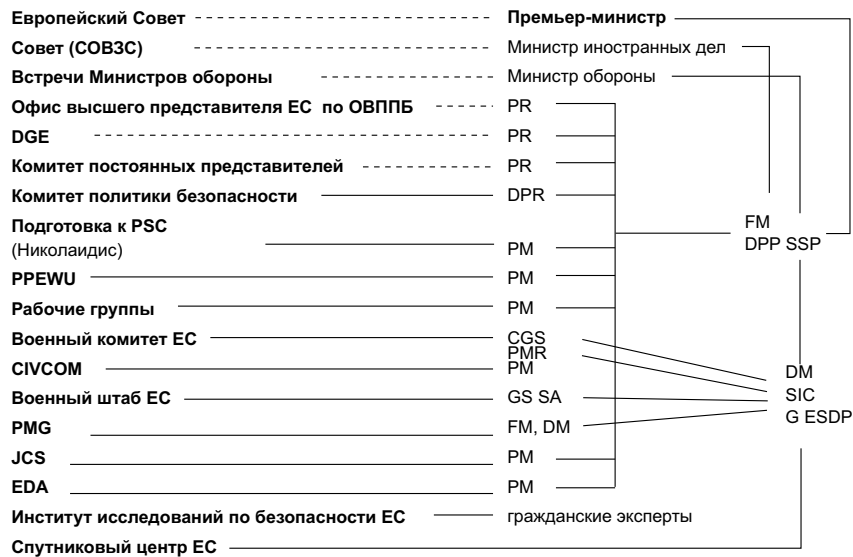 Европейский Совет Премьер-министр
Совет (СОВЗС) Министр иностранных дел
Встречи Министров обороны Министр обороны
Офис высшего представителя ЕС по ОВППБ PR
DGE PR
Комитет постоянных представителей PR
Комитет политики безопасности DPR
Подготовка к PSC
(Николаидис) PM
FM
DPP SSP
PPEWU PM
Рабочие группы PM
Военный комитет ЕС CGS
PMR
CIVCOM PM
DM
Военный штаб ЕС GS SA
SIC
G ESDP
PMG FM, DM
JCS PM
EDA PM
Институт исследований по безопасности ЕС гражданские эксперты
Спутниковый центр ЕС